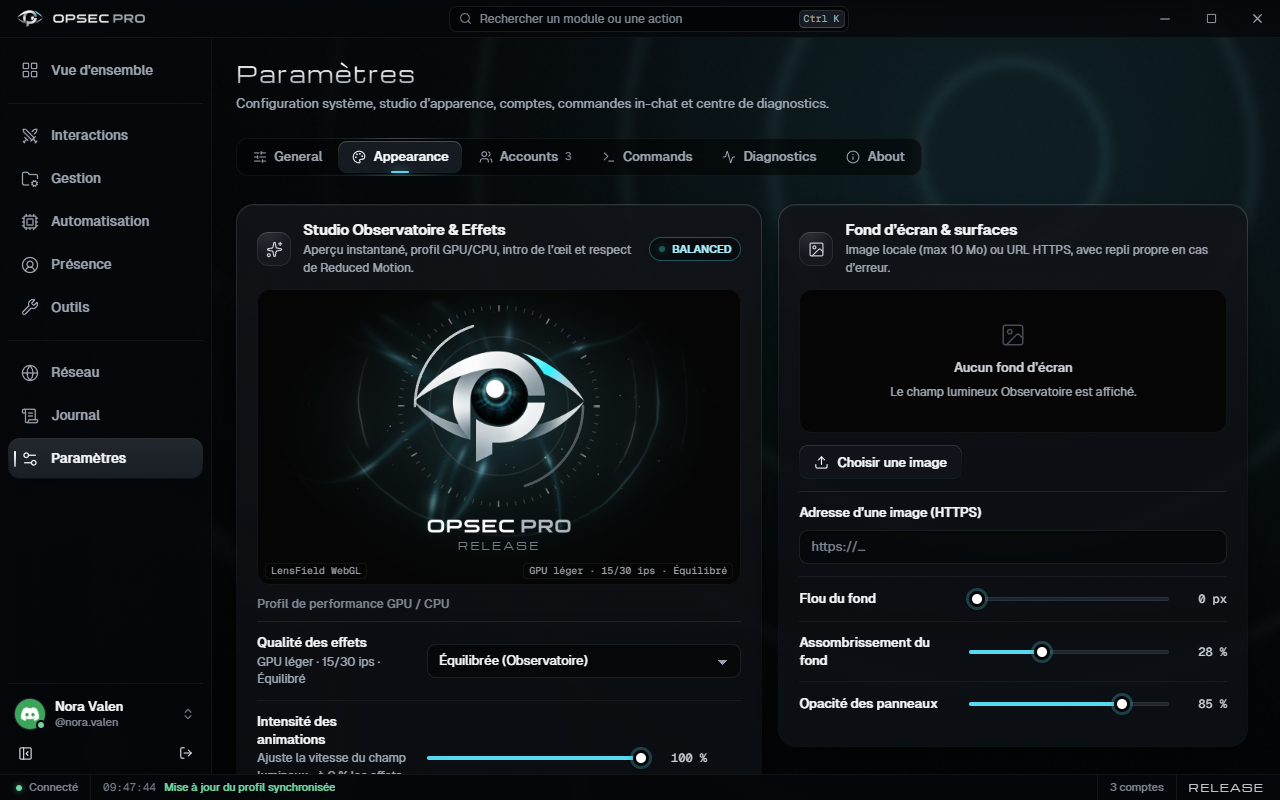 OPSEC PRO
Rechercher un module ou une action
Ctrl K
Vue d'ensemble
Interactions
Gestion
Automatisation
Présence
Outils
Réseau
Journal
Paramètres
Nora Valen
@nora.valen
Paramètres
Configuration système, studio d'apparence, comptes, commandes in-chat et centre de diagnostics.
General
Appearance
Accounts 3
Commands
Diagnostics
About
Studio Observatoire & Effets
Aperçu instantané, profil GPU/CPU, intro de l'œil et respect
de Reduced Motion.
BALANCED
OPSEC PRO
RELEASE
LensField WebGL
GPU léger · 15/30 ips · Équilibré
Profil de performance GPU / CPU
Qualité des effets
GPU léger · 15/30 ips ·
Équilibré
Équilibrée (Observatoire)
Intensité des
animations
Ajuste la vitesse du champ
100 %
Fond d'écran & surfaces
Image locale (max 10 Mo) ou URL HTTPS, avec repli propre en cas
d'erreur.
Aucun fond d'écran
Le champ lumineux Observatoire est affiché.
Choisir une image
Adresse d'une image (HTTPS)
https://…
Flou du fond
0 px
Assombrissement du
fond
28 %
Opacité des panneaux
85 %
Connecté
09:47:44 Mise à jour du profil synchronisée
3 comptes
RELEASE